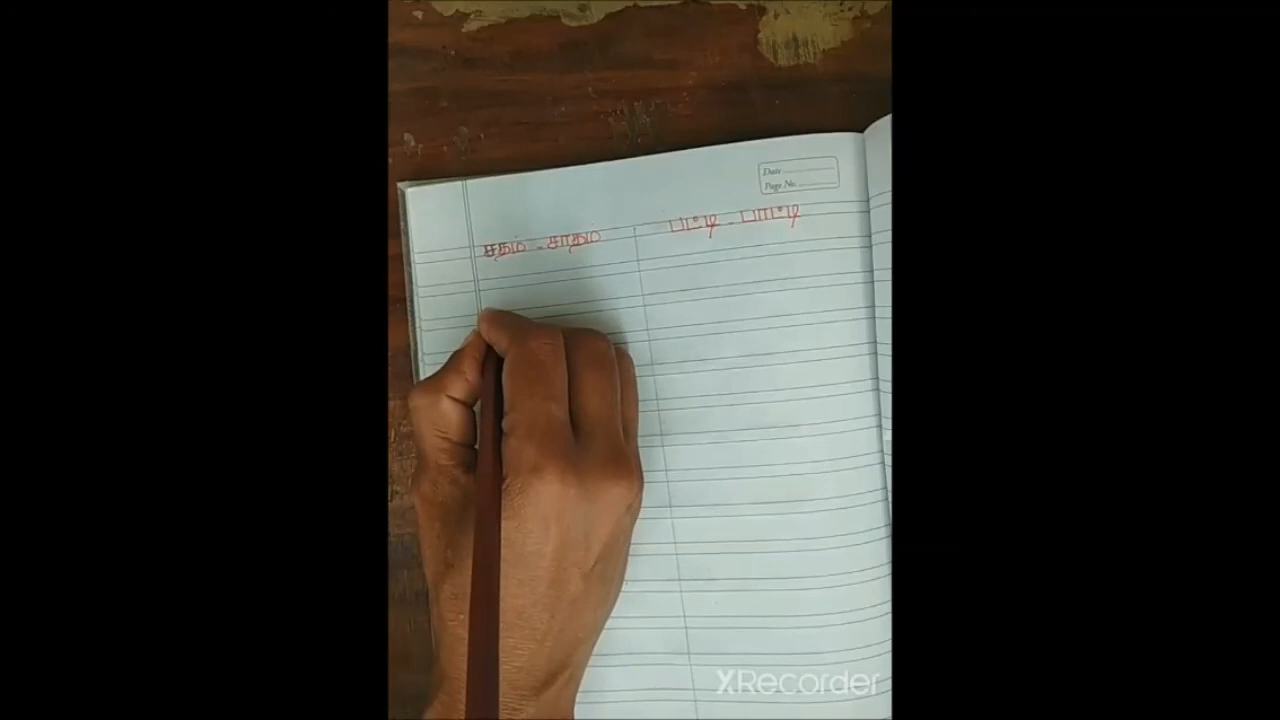 Date
Page No.
சதம் - சாதம்
பட்டி - பாட்டி
XRecorder